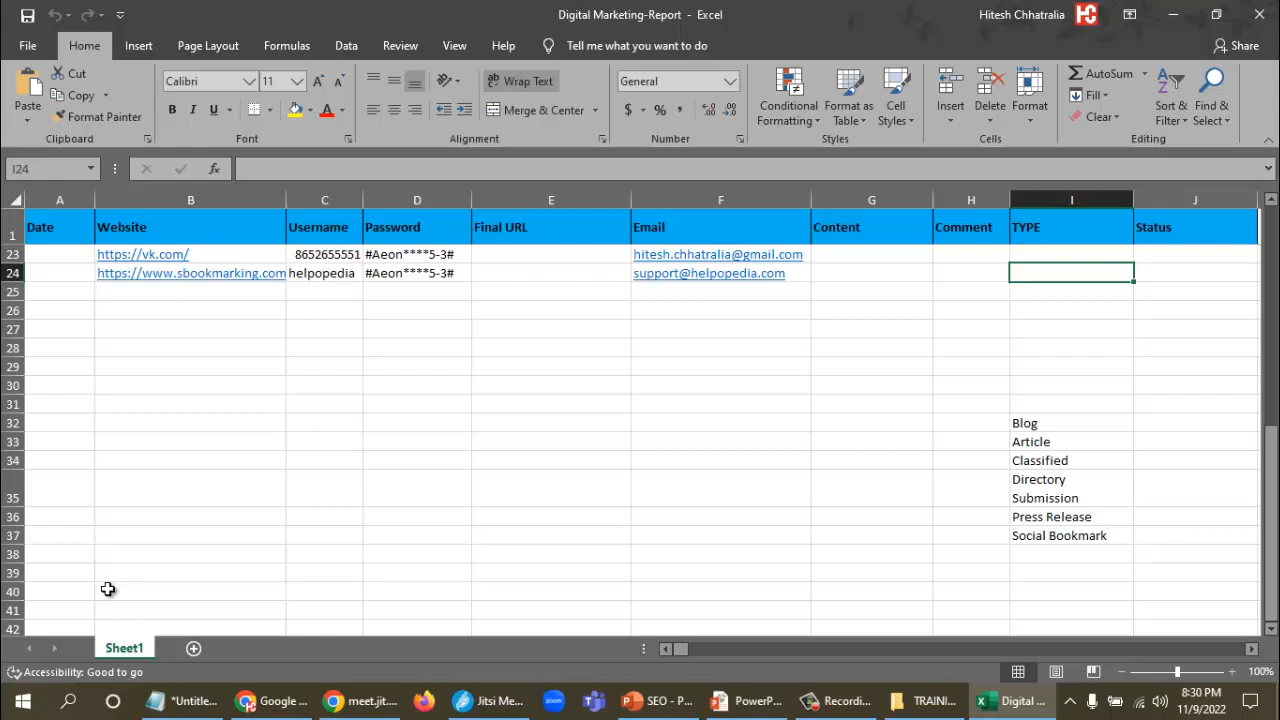 Digital Marketing-Report - Excel
Hitesh Chhatralia
HC
File Home Insert Page Layout Formulas Data Review View Help Tell me what you want to do Share
Paste
Cut
Copy
Format Painter
Clipboard
Calibri 11
B I U
Font
Wrap Text
Merge & Center
Alignment
General
$ % ,
Number
Conditional Formatting
Format as Table
Cell Styles
Styles
Insert Delete Format
Cells
AutoSum
Fill
Clear
Sort & Filter
Find & Select
Editing
I24
fx
A B C D E F G H I J
1 Date Website Username Password Final URL Email Content Comment TYPE Status
23 https://vk.com/ 8652655551 #Aeon****5-3# hitesh.chhatralia@gmail.com
24 https://www.sbookmarking.com helpopedia #Aeon****5-3# support@helpopedia.com
25
26
27
28
29
30
31
32 Blog
33 Article
34 Classified
Directory
35 Submission
36 Press Release
37 Social Bookmark
38
39
40
41
42
Sheet1
Accessibility: Good to go
100%
*Untitle...
Google ...
meet.jit...
Jitsi Me...
zoom
SEO - P...
PowerP...
Recordi...
TRAINI...
Digital ...
8:30 PM
11/9/2022